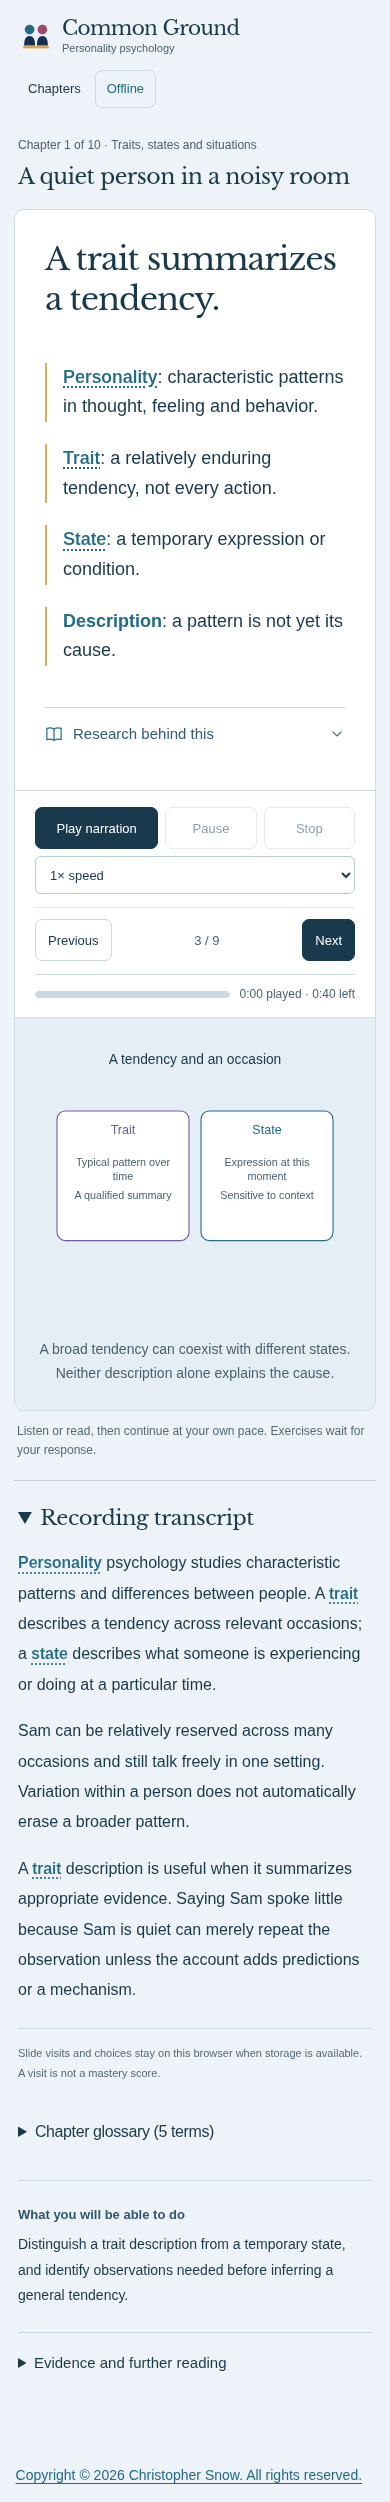 Common Ground
Personality psychology
Chapters
Offline
Chapter 1 of 10 · Traits, states and situations
A quiet person in a noisy room
A trait summarizes
a tendency.
Personality: characteristic patterns
in thought, feeling and behavior.
Trait: a relatively enduring
tendency, not every action.
State: a temporary expression or
condition.
Description: a pattern is not yet its
cause.
Research behind this
Play narration
Pause
Stop
1× speed
Previous
3 / 9
Next
0:00 played · 0:40 left
A tendency and an occasion
Trait
Typical pattern over
time
A qualified summary
State
Expression at this
moment
Sensitive to context
A broad tendency can coexist with different states.
Neither description alone explains the cause.
Listen or read, then continue at your own pace. Exercises wait for
your response.
Recording transcript
Personality psychology studies characteristic
patterns and differences between people. A trait
describes a tendency across relevant occasions;
a state describes what someone is experiencing
or doing at a particular time.
Sam can be relatively reserved across many
occasions and still talk freely in one setting.
Variation within a person does not automatically
erase a broader pattern.
A trait description is useful when it summarizes
appropriate evidence. Saying Sam spoke little
because Sam is quiet can merely repeat the
observation unless the account adds predictions
or a mechanism.
Slide visits and choices stay on this browser when storage is available.
A visit is not a mastery score.
Chapter glossary (5 terms)
What you will be able to do
Distinguish a trait description from a temporary state,
and identify observations needed before inferring a
general tendency.
Evidence and further reading
Copyright © 2026 Christopher Snow. All rights reserved.